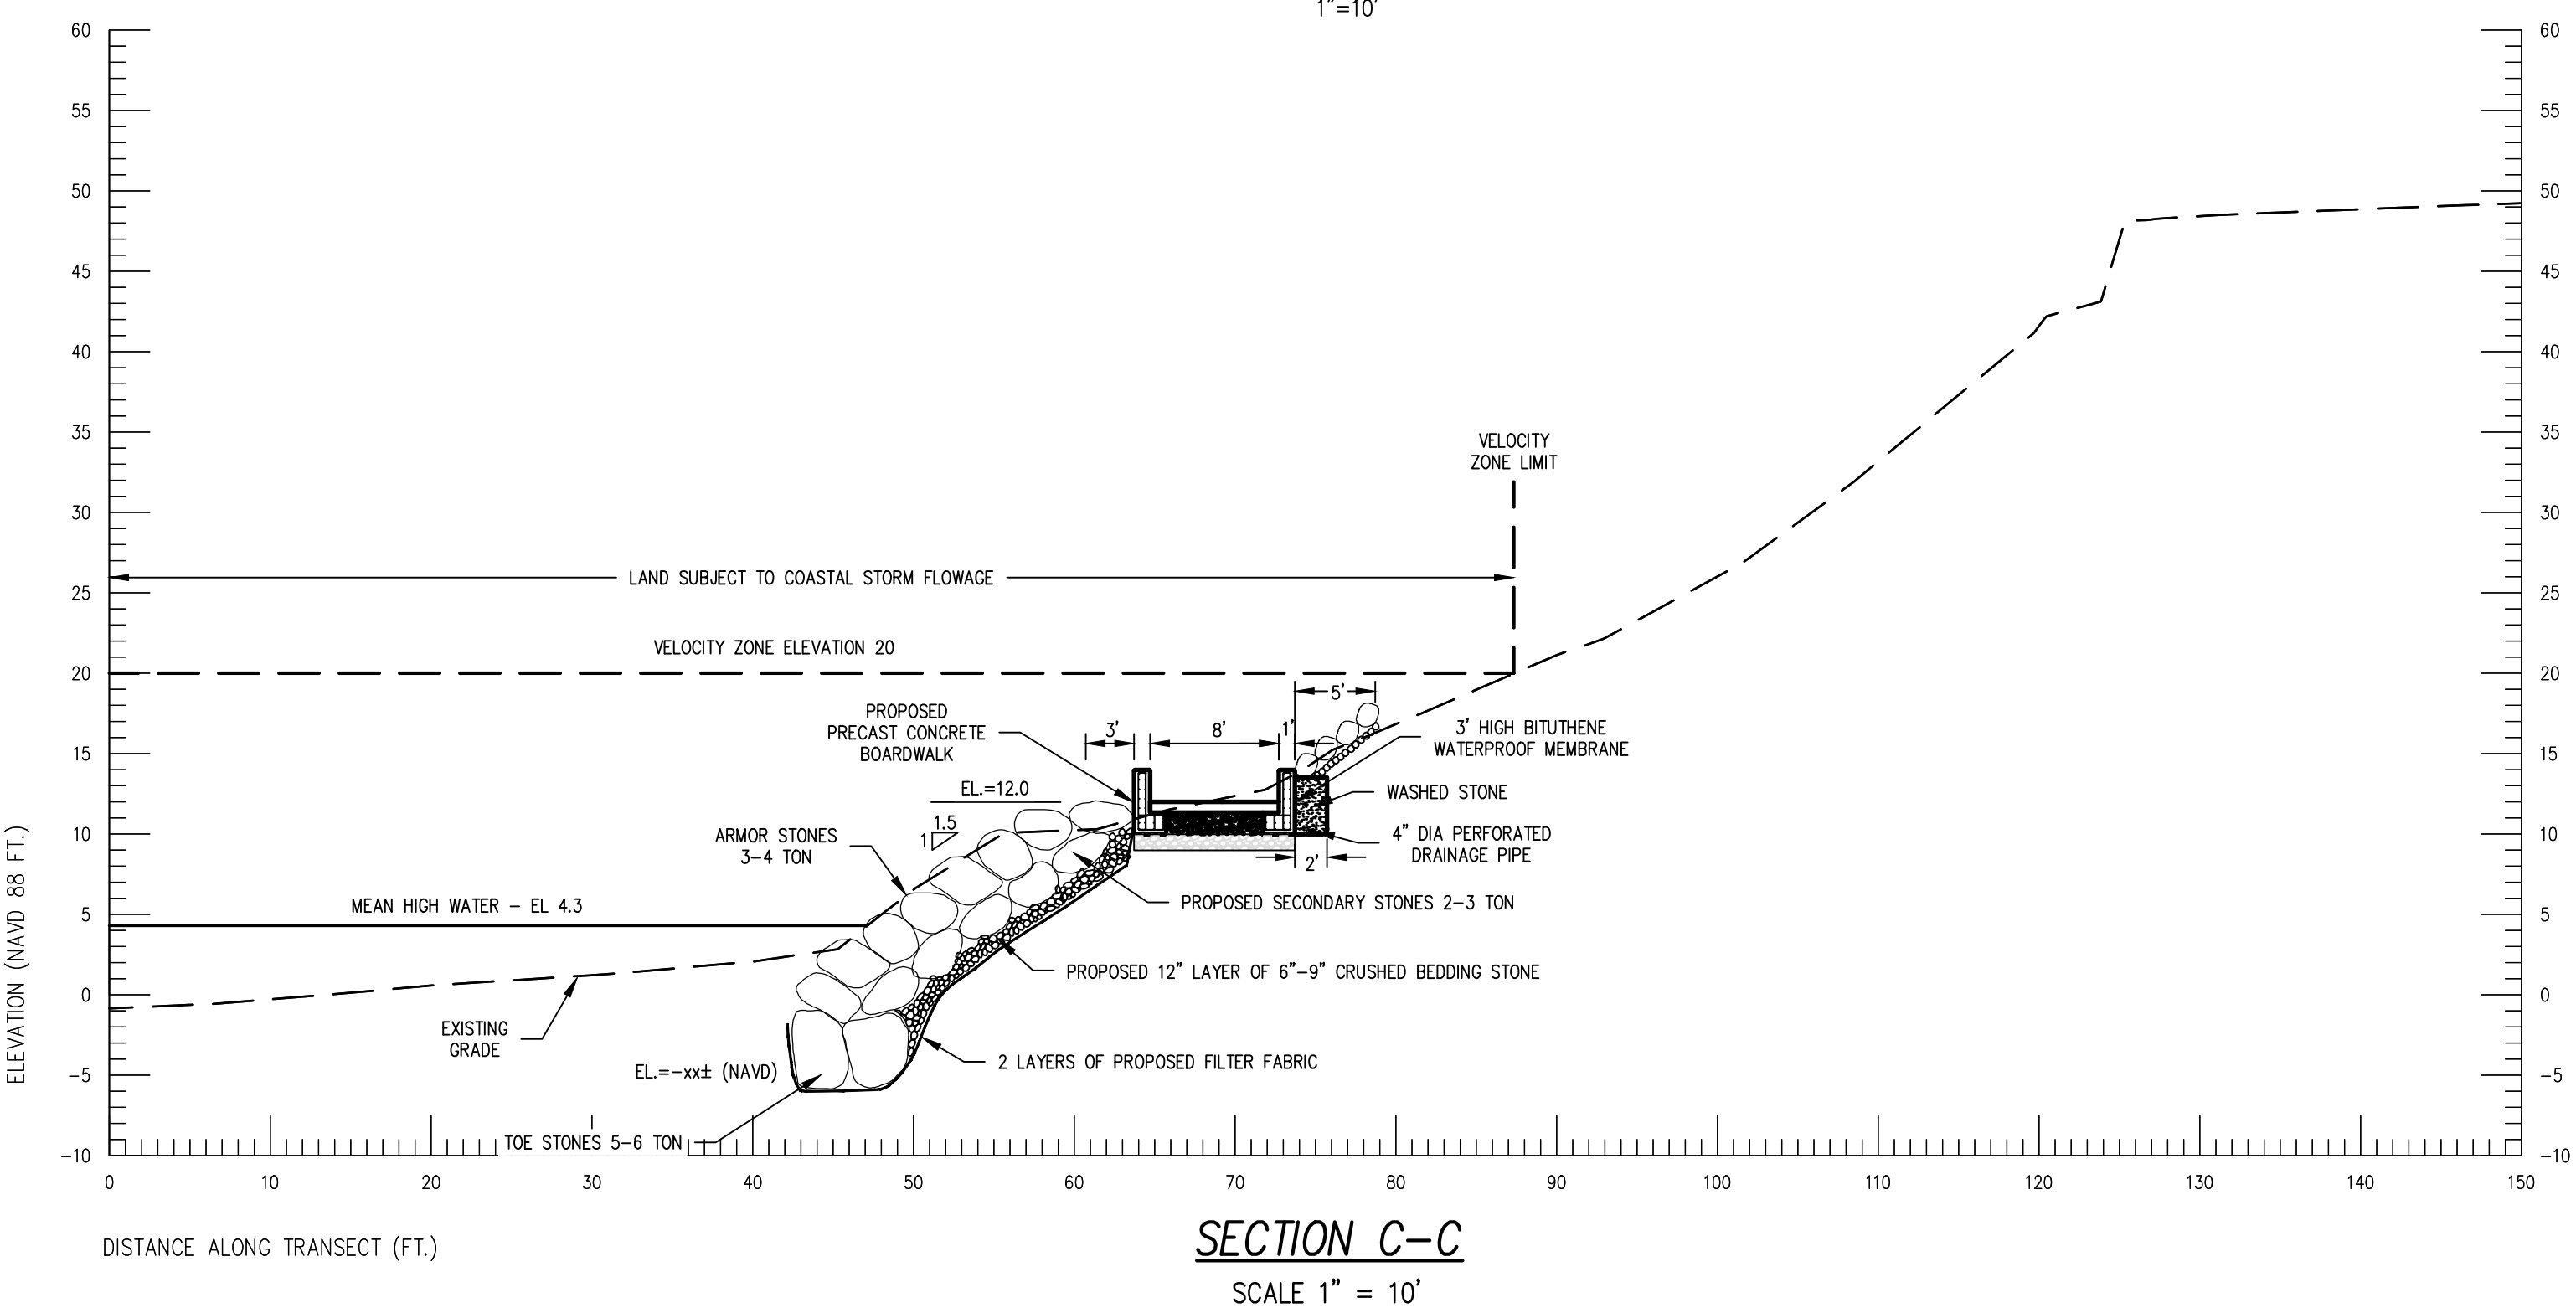 1"=10'
60
55
50
45
40
35
30
25
20
15
10
5
0
-5
-10
60
55
50
45
40
35
30
25
20
15
10
5
0
-5
-10
ELEVATION (NAVD 88 FT.)
VELOCITY
ZONE LIMIT
LAND SUBJECT TO COASTAL STORM FLOWAGE
VELOCITY ZONE ELEVATION 20
5'
PROPOSED
PRECAST CONCRETE
BOARDWALK
3'
8'
1'
3' HIGH BITUTHENE
WATERPROOF MEMBRANE
EL.=12.0
WASHED STONE
1.5
1
ARMOR STONES
3-4 TON
4" DIA PERFORATED
DRAINAGE PIPE
2'
MEAN HIGH WATER - EL 4.3
PROPOSED SECONDARY STONES 2-3 TON
PROPOSED 12" LAYER OF 6"-9" CRUSHED BEDDING STONE
EXISTING
GRADE
2 LAYERS OF PROPOSED FILTER FABRIC
EL.=-xx± (NAVD)
TOE STONES 5-6 TON
0 10 20 30 40 50 60 70 80 90 100 110 120 130 140 150
DISTANCE ALONG TRANSECT (FT.)
SECTION C-C
SCALE 1" = 10'